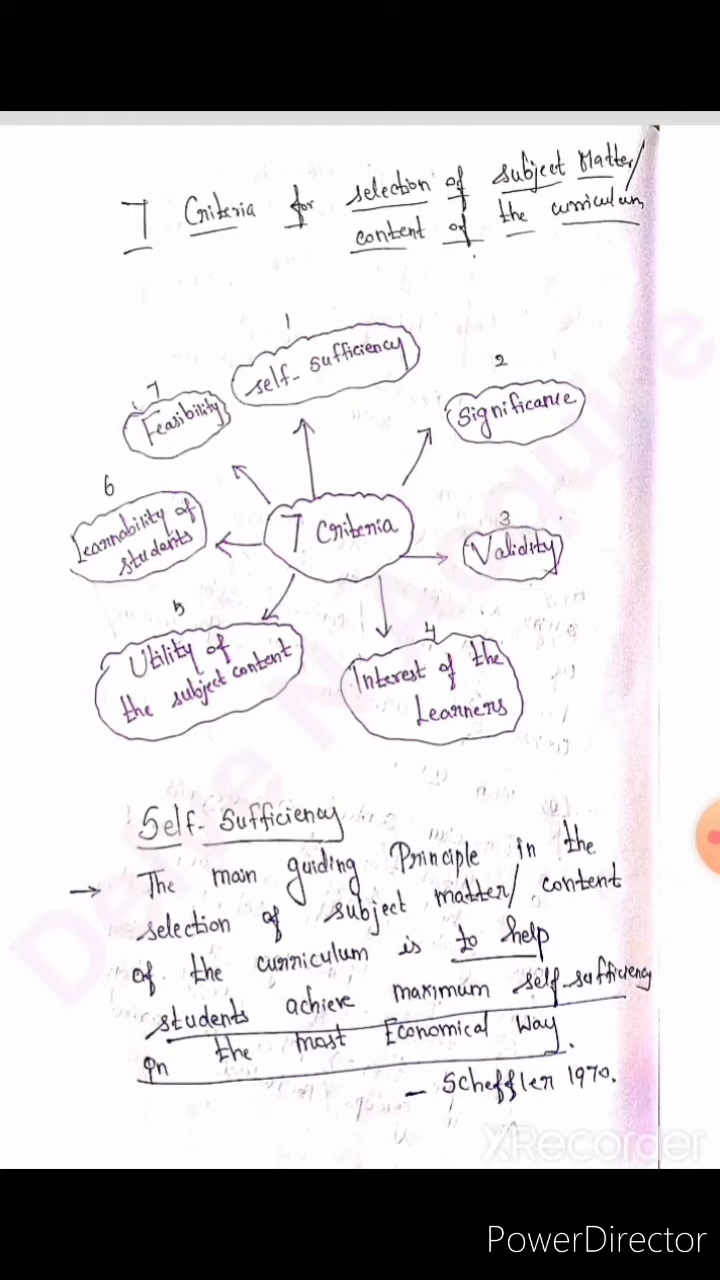 7 Criteria for selection of subject Matter/
content of the curriculum
1
self-sufficiency
2
Significance
3
Validity
4
Interest of the
Learners
5
Utility of
the subject content
6
Learnability of
students
7
Feasibility
7 Criteria
Self-Sufficiency
→ The main guiding Principle in the
selection of subject matter/ content
of the curriculum is to help
students achieve maximum self-sufficiency
in the most Economical way.
- Scheffler 1970.
XRecorder
PowerDirector